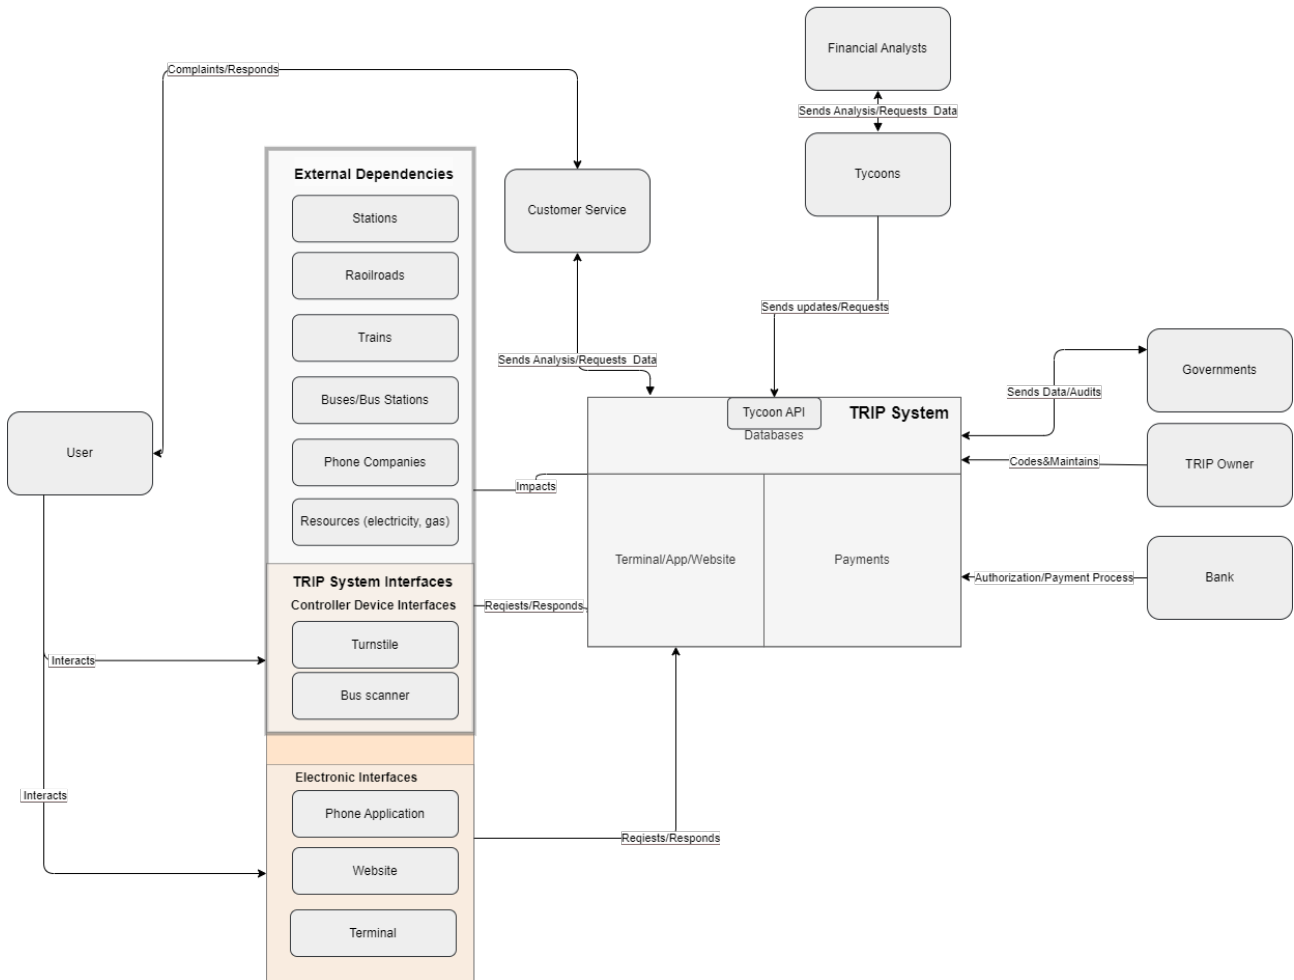 Financial Analysts
Complaints/Responds
Sends Analysis/Requests  Data
External Dependencies
Tycoons
Stations
Customer Service
Raoilroads
Sends updates/Requests
Trains
Sends Analysis/Requests  Data
Governments
Sends Data/Audits
Buses/Bus Stations
Tycoon API
TRIP System
Databases
User
Phone Companies
Codes&Maintains
TRIP Owner
Impacts
Resources (electricity, gas)
Terminal/App/Website
Payments
TRIP System Interfaces
Authorization/Payment Process
Bank
Controller Device Interfaces
Reqiests/Responds
Turnstile
Interacts
Bus scanner
Electronic Interfaces
Interacts
Phone Application
Reqiests/Responds
Website
Terminal